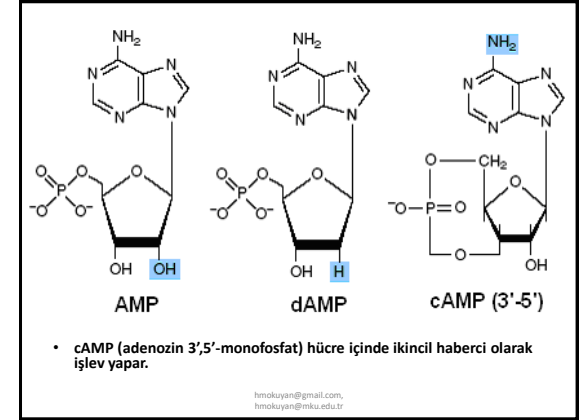 NH₂
NH₂
NH₂
N
N
N
N
N
N
N
N
N
N
N
N
O
O
O
P
⁻O
O⁻
O
O
O
P
⁻O
O⁻
O
CH₂
O
⁻O–P=O
O
OH
OH
OH
H
OH
AMP
dAMP
cAMP (3'-5')
• cAMP (adenozin 3′,5′-monofosfat) hücre içinde ikincil haberci olarak
işlev yapar.
hmokuyan@gmail.com,
hmokuyan@mku.edu.tr